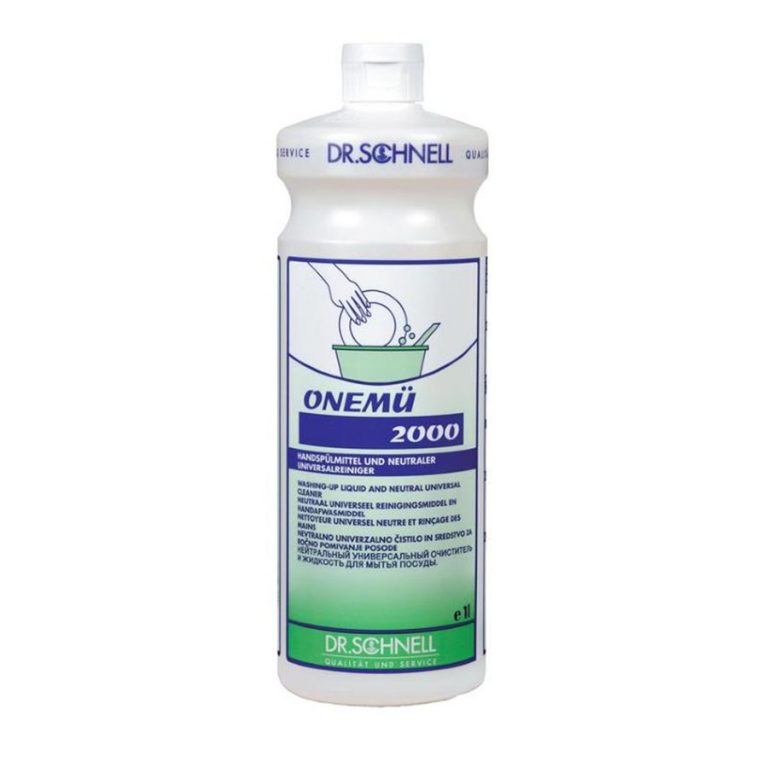 SERVICE DR.SCHNELL QUALITÄ
ONEMÜ
2000
HANDSPÜLMITTEL UND NEUTRALER
UNIVERSALREINIGER
WASHING-UP LIQUID AND NEUTRAL UNIVERSAL
CLEANER
NEUTRAAL UNIVERSEEL REINIGINGSMIDDEL EN
HANDAFWASMIDDEL
NETTOYEUR UNIVERSEL NEUTRE ET RINÇAGE DES
MAINS
NEVTRALNO UNIVERZALNO ČISTILO IN SREDSTVO ZA
ROČNO POMIVANJE POSODE
НЕЙТРАЛЬНЫЙ УНИВЕРСАЛЬНЫЙ ОЧИСТИТЕЛЬ
И ЖИДКОСТЬ ДЛЯ МЫТЬЯ ПОСУДЫ.
e 1l
DR.SCHNELL
QUALITÄT UND SERVICE